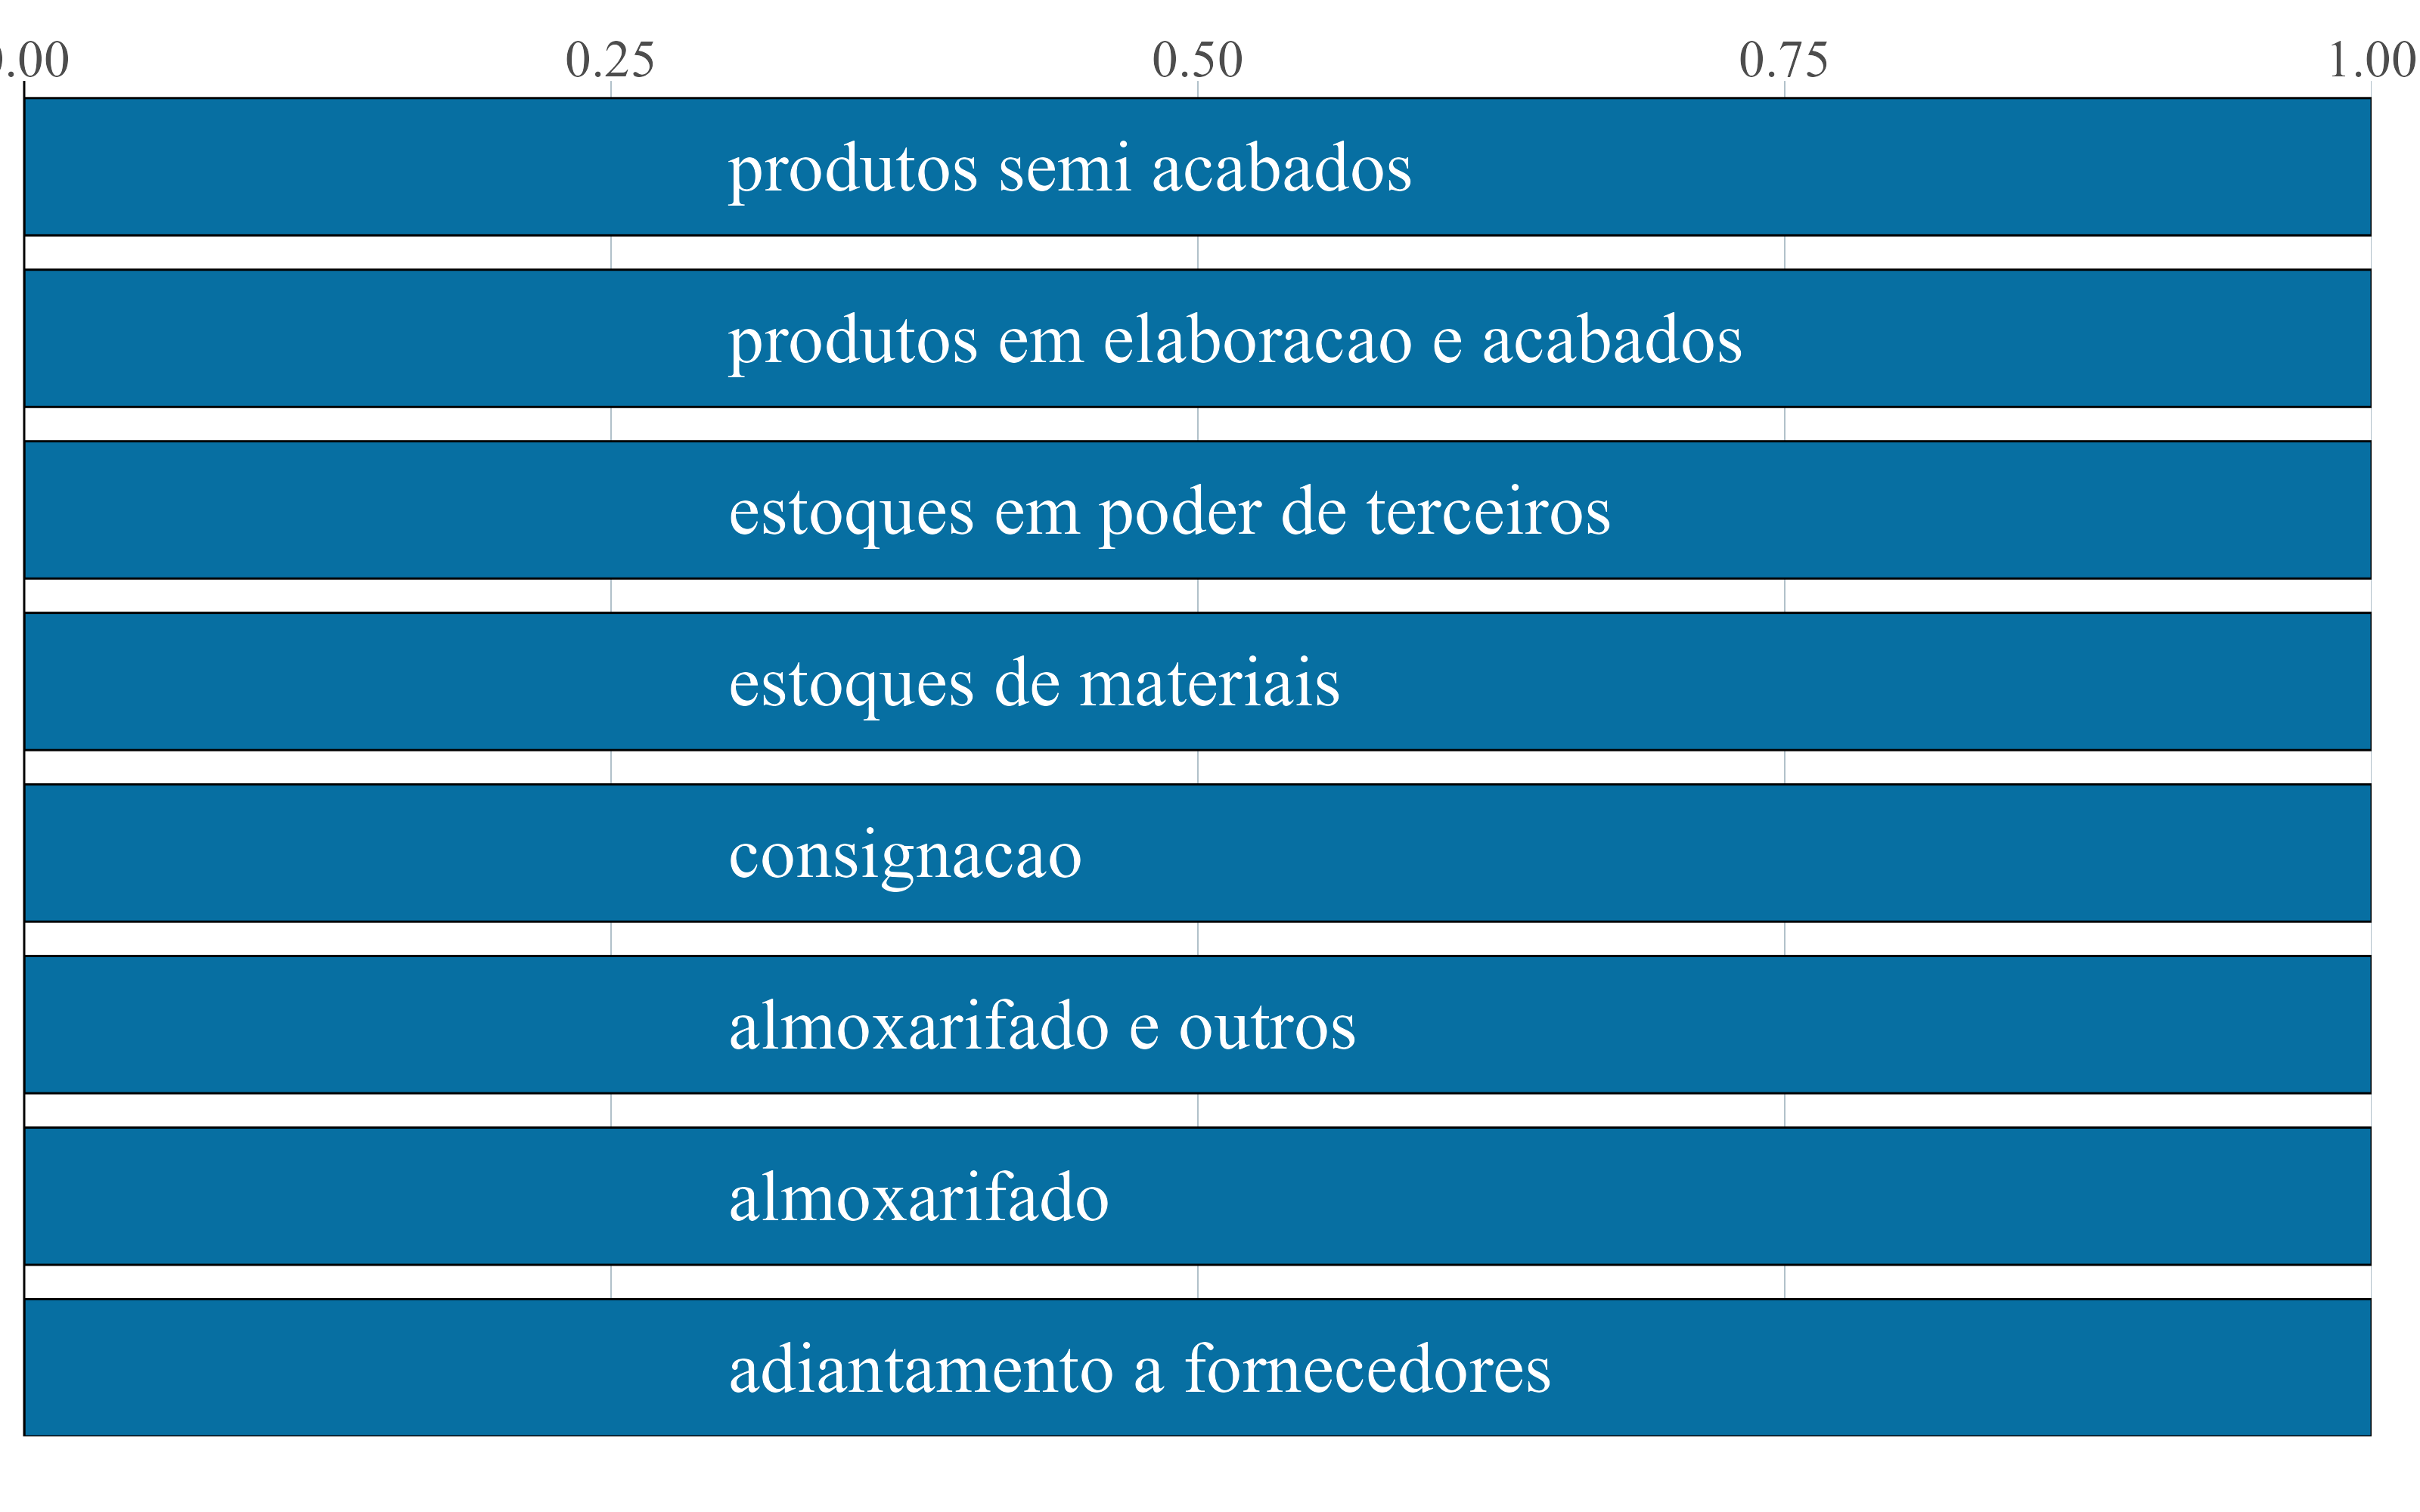 0.00 0.25 0.50 0.75 1.00
produtos semi acabados
produtos em elaboracao e acabados
estoques em poder de terceiros
estoques de materiais
consignacao
almoxarifado e outros
almoxarifado
adiantamento a fornecedores